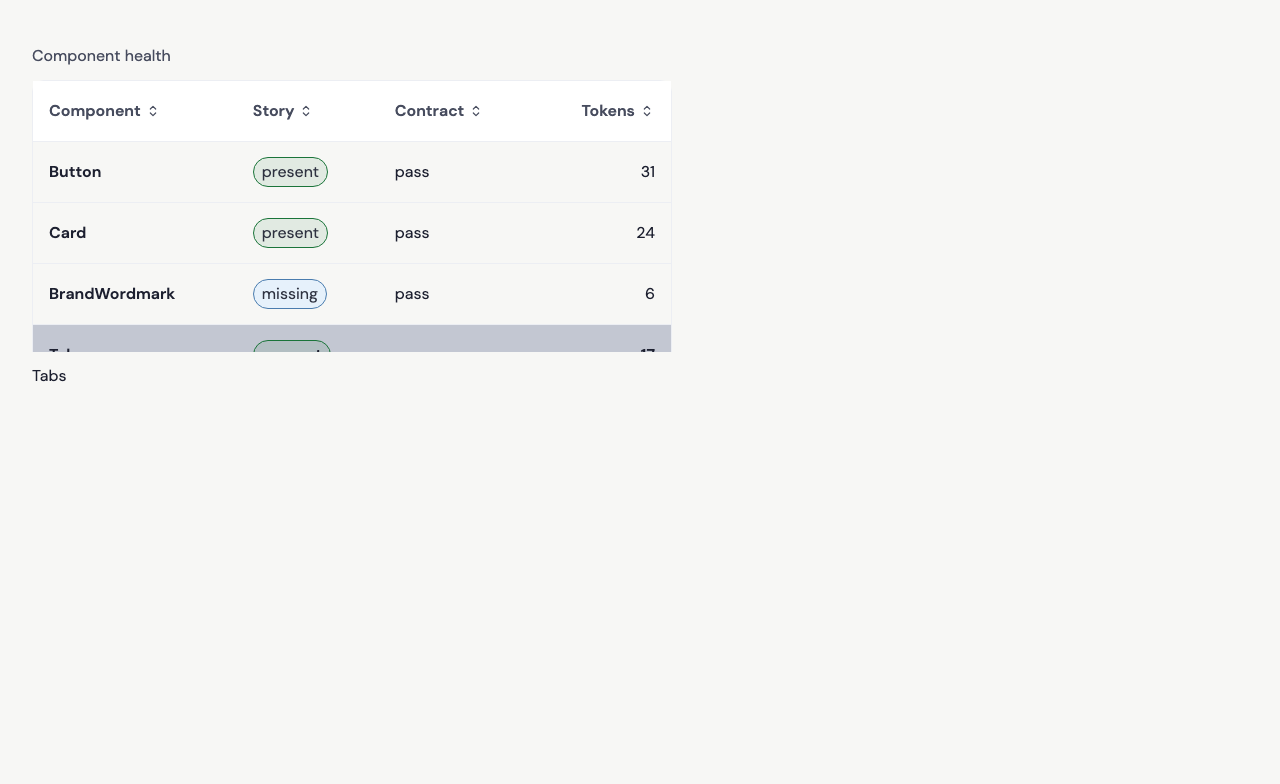 Component health
Component Story Contract Tokens
Button present pass 31
Card present pass 24
BrandWordmark missing pass 6
17
Tabs